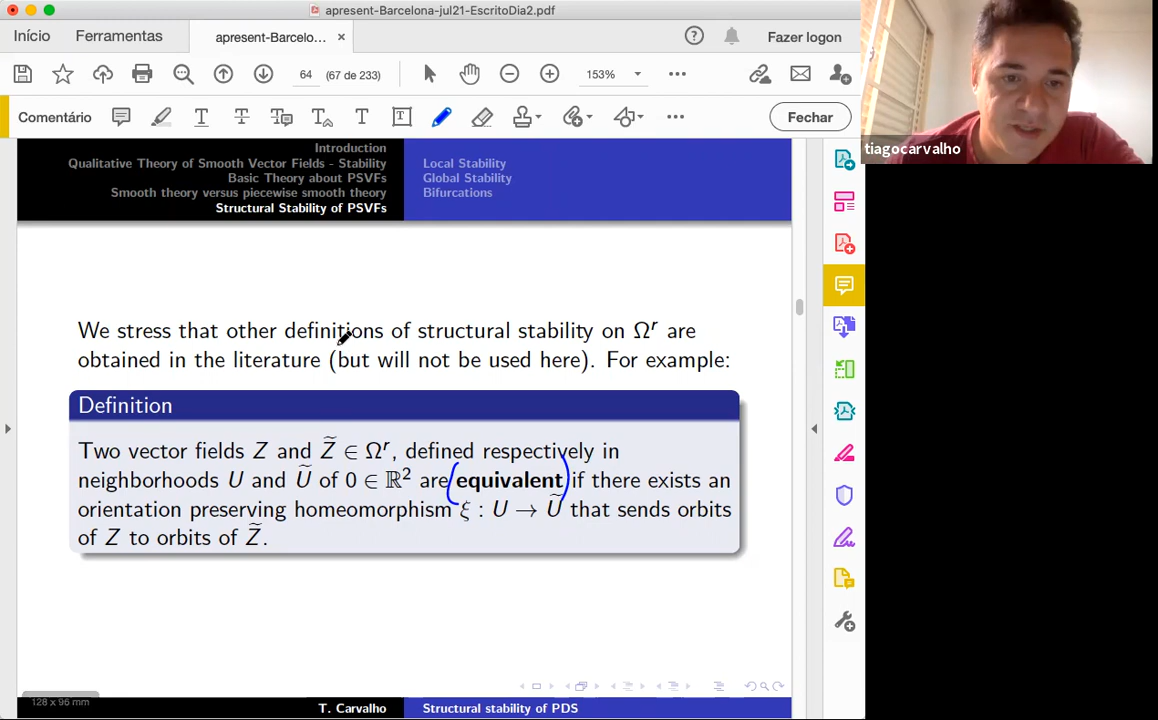 apresent-Barcelona-jul21-EscritoDia2.pdf
Início
Ferramentas
apresent-Barcelo...
Fazer logon
64
(67 de 233)
153%
Comentário
Fechar
tiagocarvalho
Introduction
Qualitative Theory of Smooth Vector Fields - Stability
Basic Theory about PSVFs
Smooth theory versus piecewise smooth theory
Structural Stability of PSVFs
Local Stability
Global Stability
Bifurcations
We stress that other definitions of structural stability on Ωʳ are
obtained in the literature (but will not be used here). For example:
Definition
Two vector fields Z and Z̃ ∈ Ωʳ, defined respectively in
neighborhoods U and Ũ of 0 ∈ ℝ² are equivalent if there exists an
orientation preserving homeomorphism ξ : U → Ũ that sends orbits
of Z to orbits of Z̃.
128 x 96 mm
T. Carvalho
Structural stability of PDS